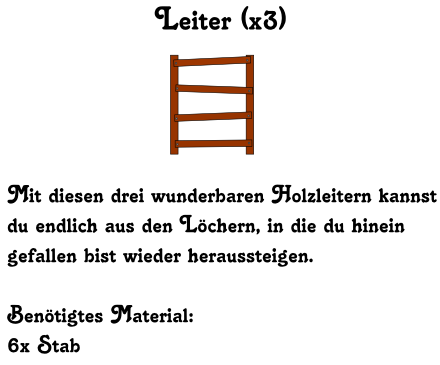 Leiter (x3)
Mit diesen drei wunderbaren Holzleitern kannst
du endlich aus den Löchern, in die du hinein
gefallen bist wieder heraussteigen.
Benötigtes Material:
6x Stab